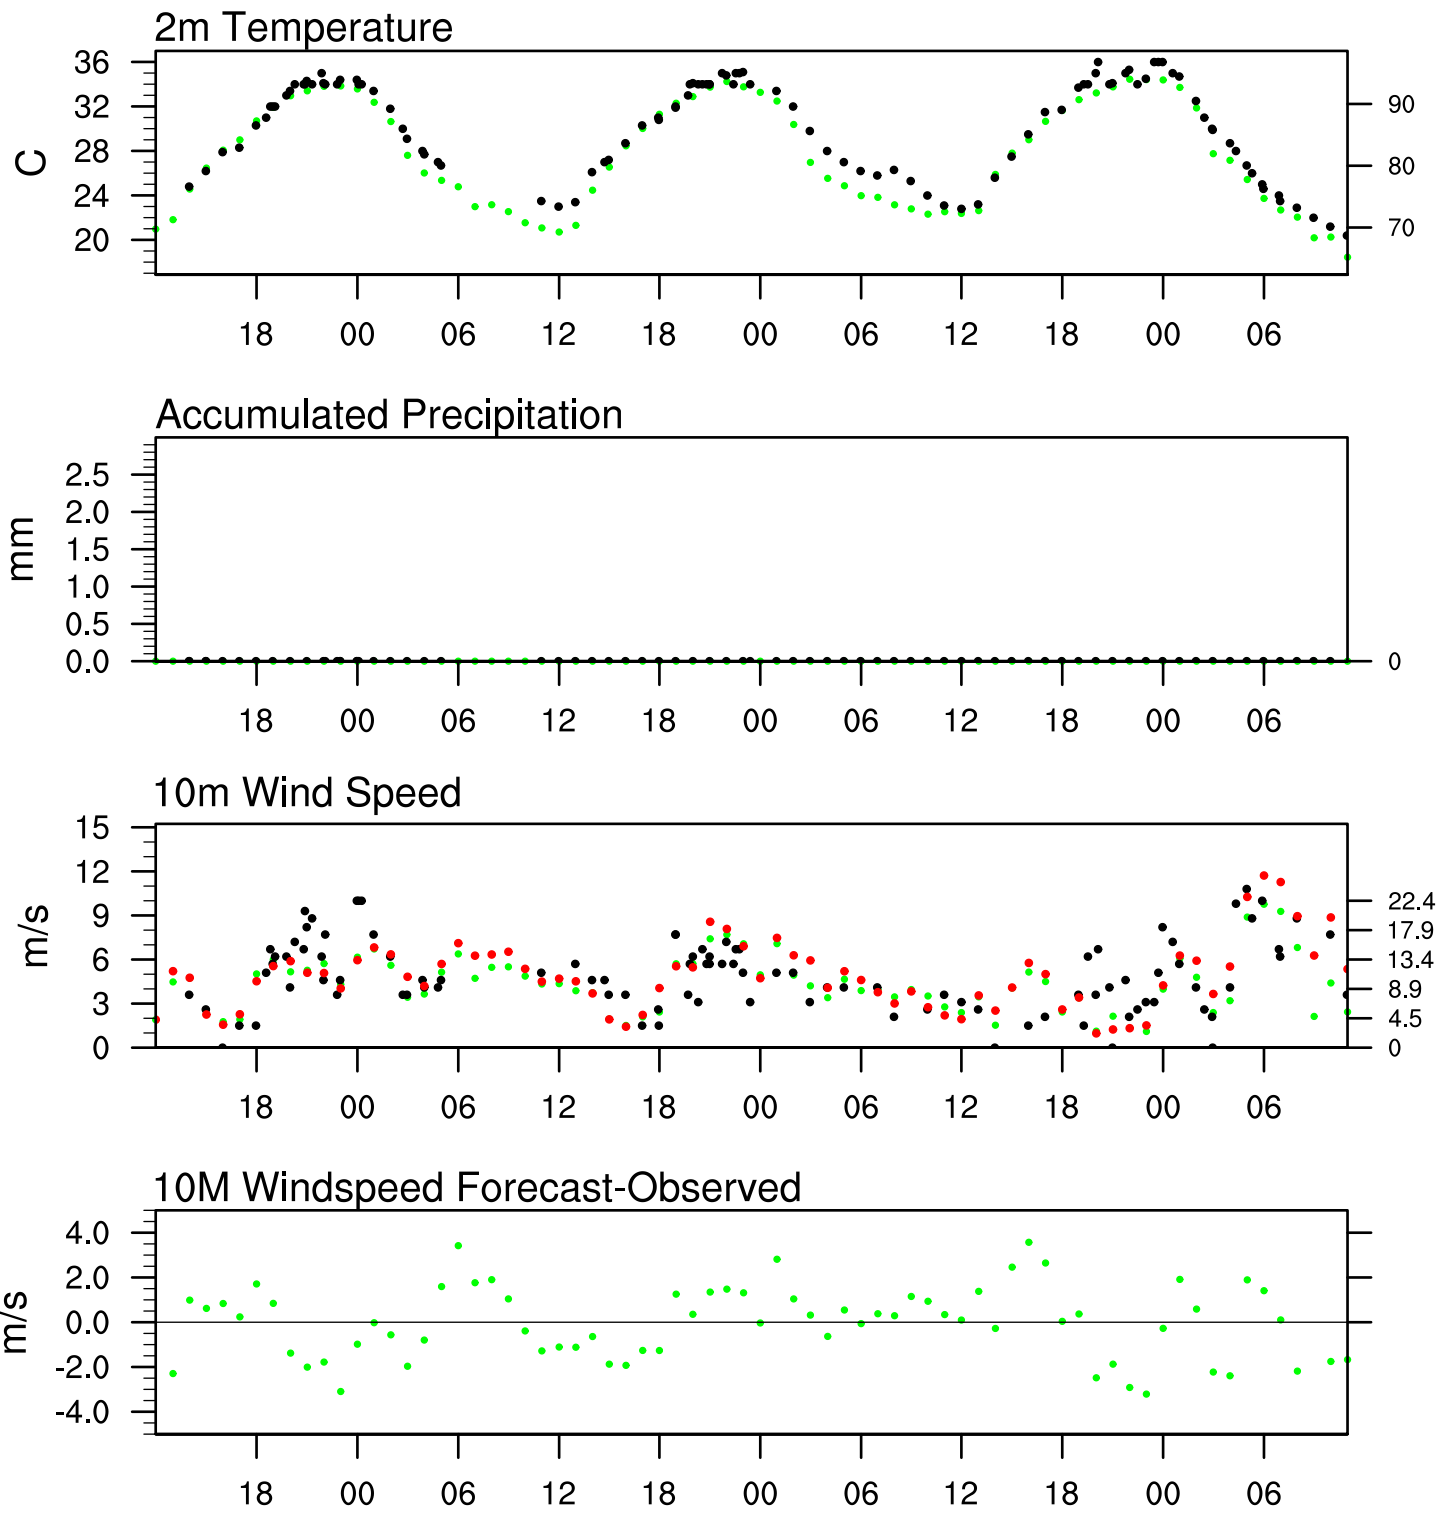 2m Temperature
36
32
28
24
20
C
90
80
70
18 00 06 12 18 00 06 12 18 00 06
Accumulated Precipitation
2.5
2.0
1.5
1.0
0.5
0.0
mm
0
18 00 06 12 18 00 06 12 18 00 06
10m Wind Speed
15
12
9
6
3
0
m/s
22.4
17.9
13.4
8.9
4.5
0
18 00 06 12 18 00 06 12 18 00 06
10M Windspeed Forecast-Observed
4.0
2.0
0.0
-2.0
-4.0
m/s
18 00 06 12 18 00 06 12 18 00 06